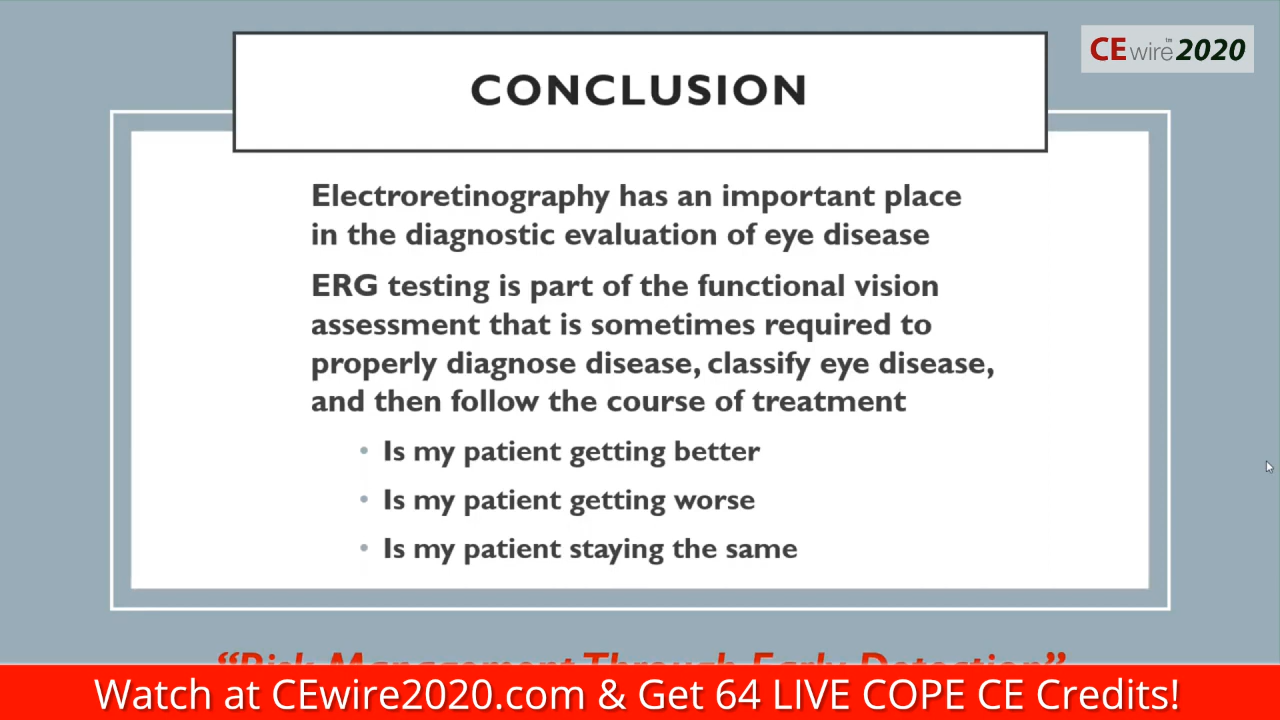 CEwire™2020
CONCLUSION
Electroretinography has an important place
in the diagnostic evaluation of eye disease
ERG testing is part of the functional vision
assessment that is sometimes required to
properly diagnose disease, classify eye disease,
and then follow the course of treatment
• Is my patient getting better
• Is my patient getting worse
• Is my patient staying the same
“Risk Management Through Early Detection”
Watch at CEwire2020.com & Get 64 LIVE COPE CE Credits!